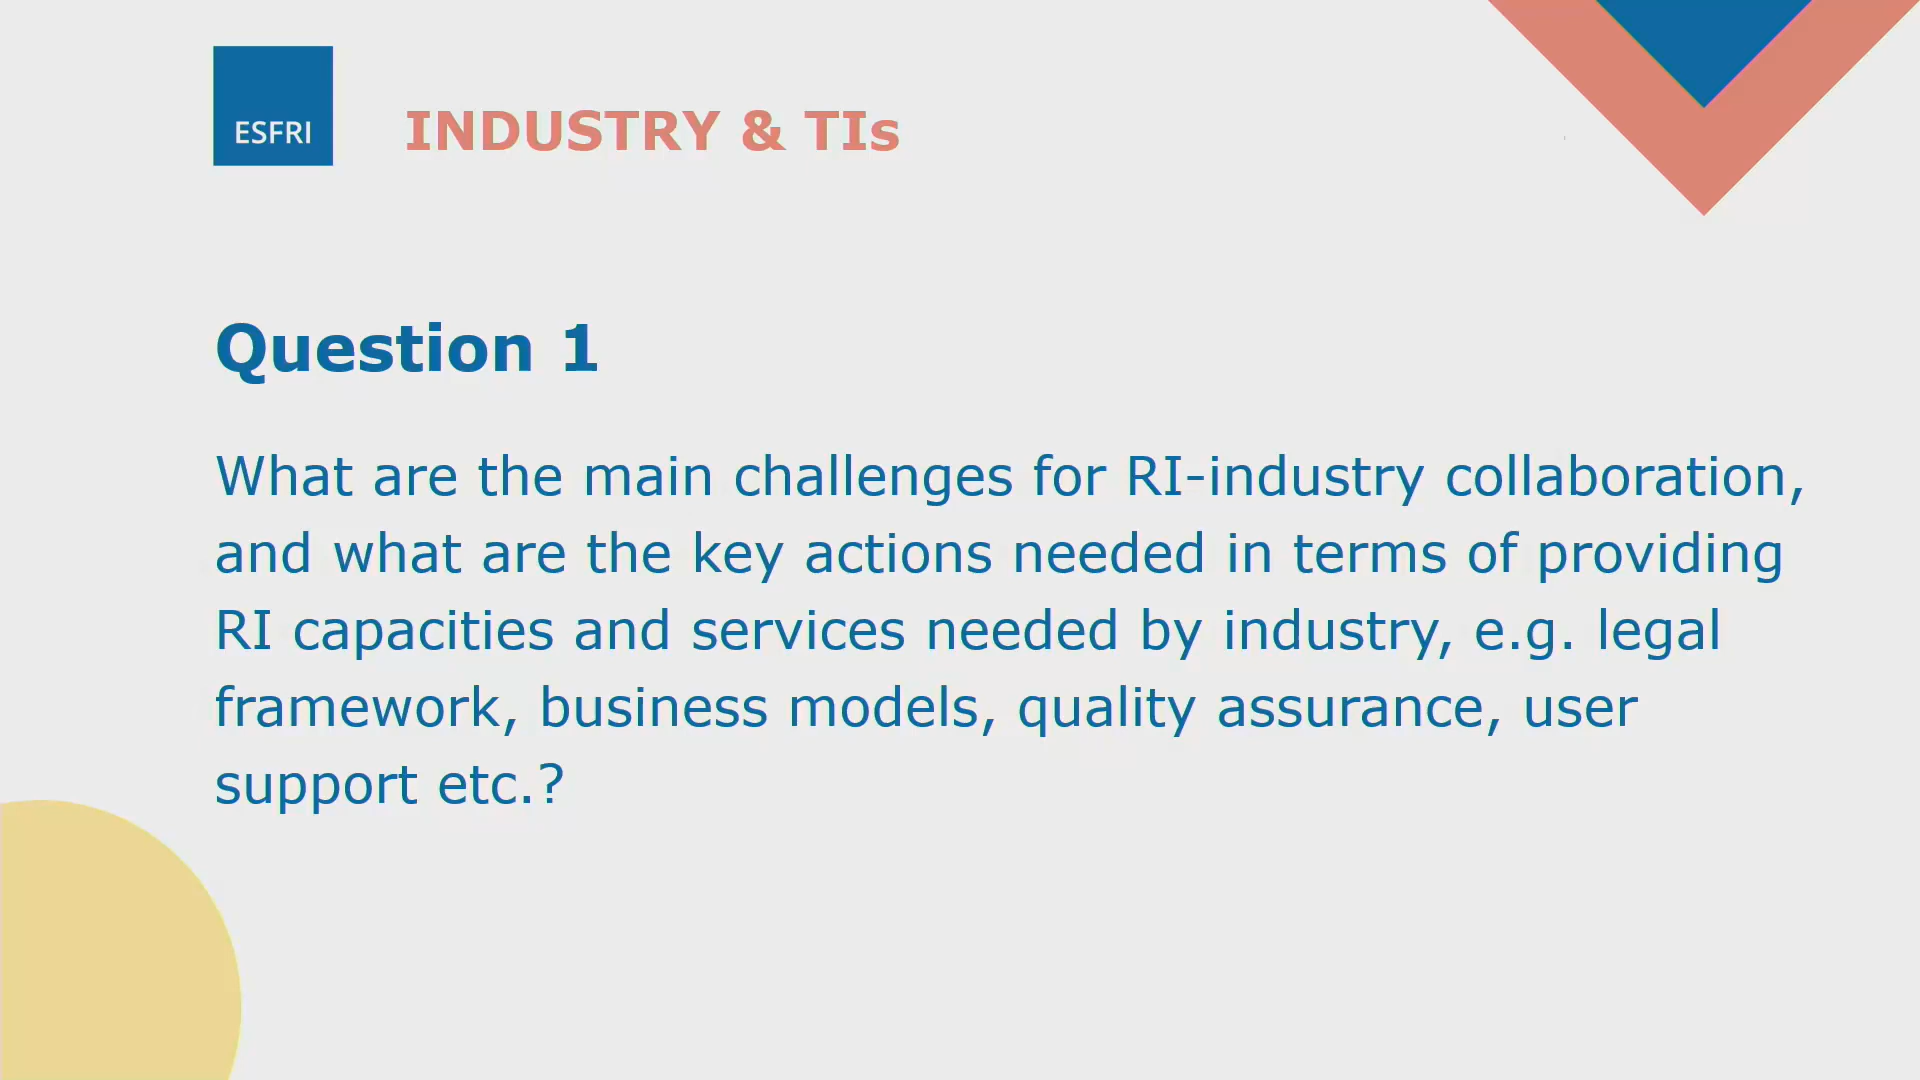 ESFRI
INDUSTRY & TIs
Question 1
What are the main challenges for RI-industry collaboration,
and what are the key actions needed in terms of providing
RI capacities and services needed by industry, e.g. legal
framework, business models, quality assurance, user
support etc.?